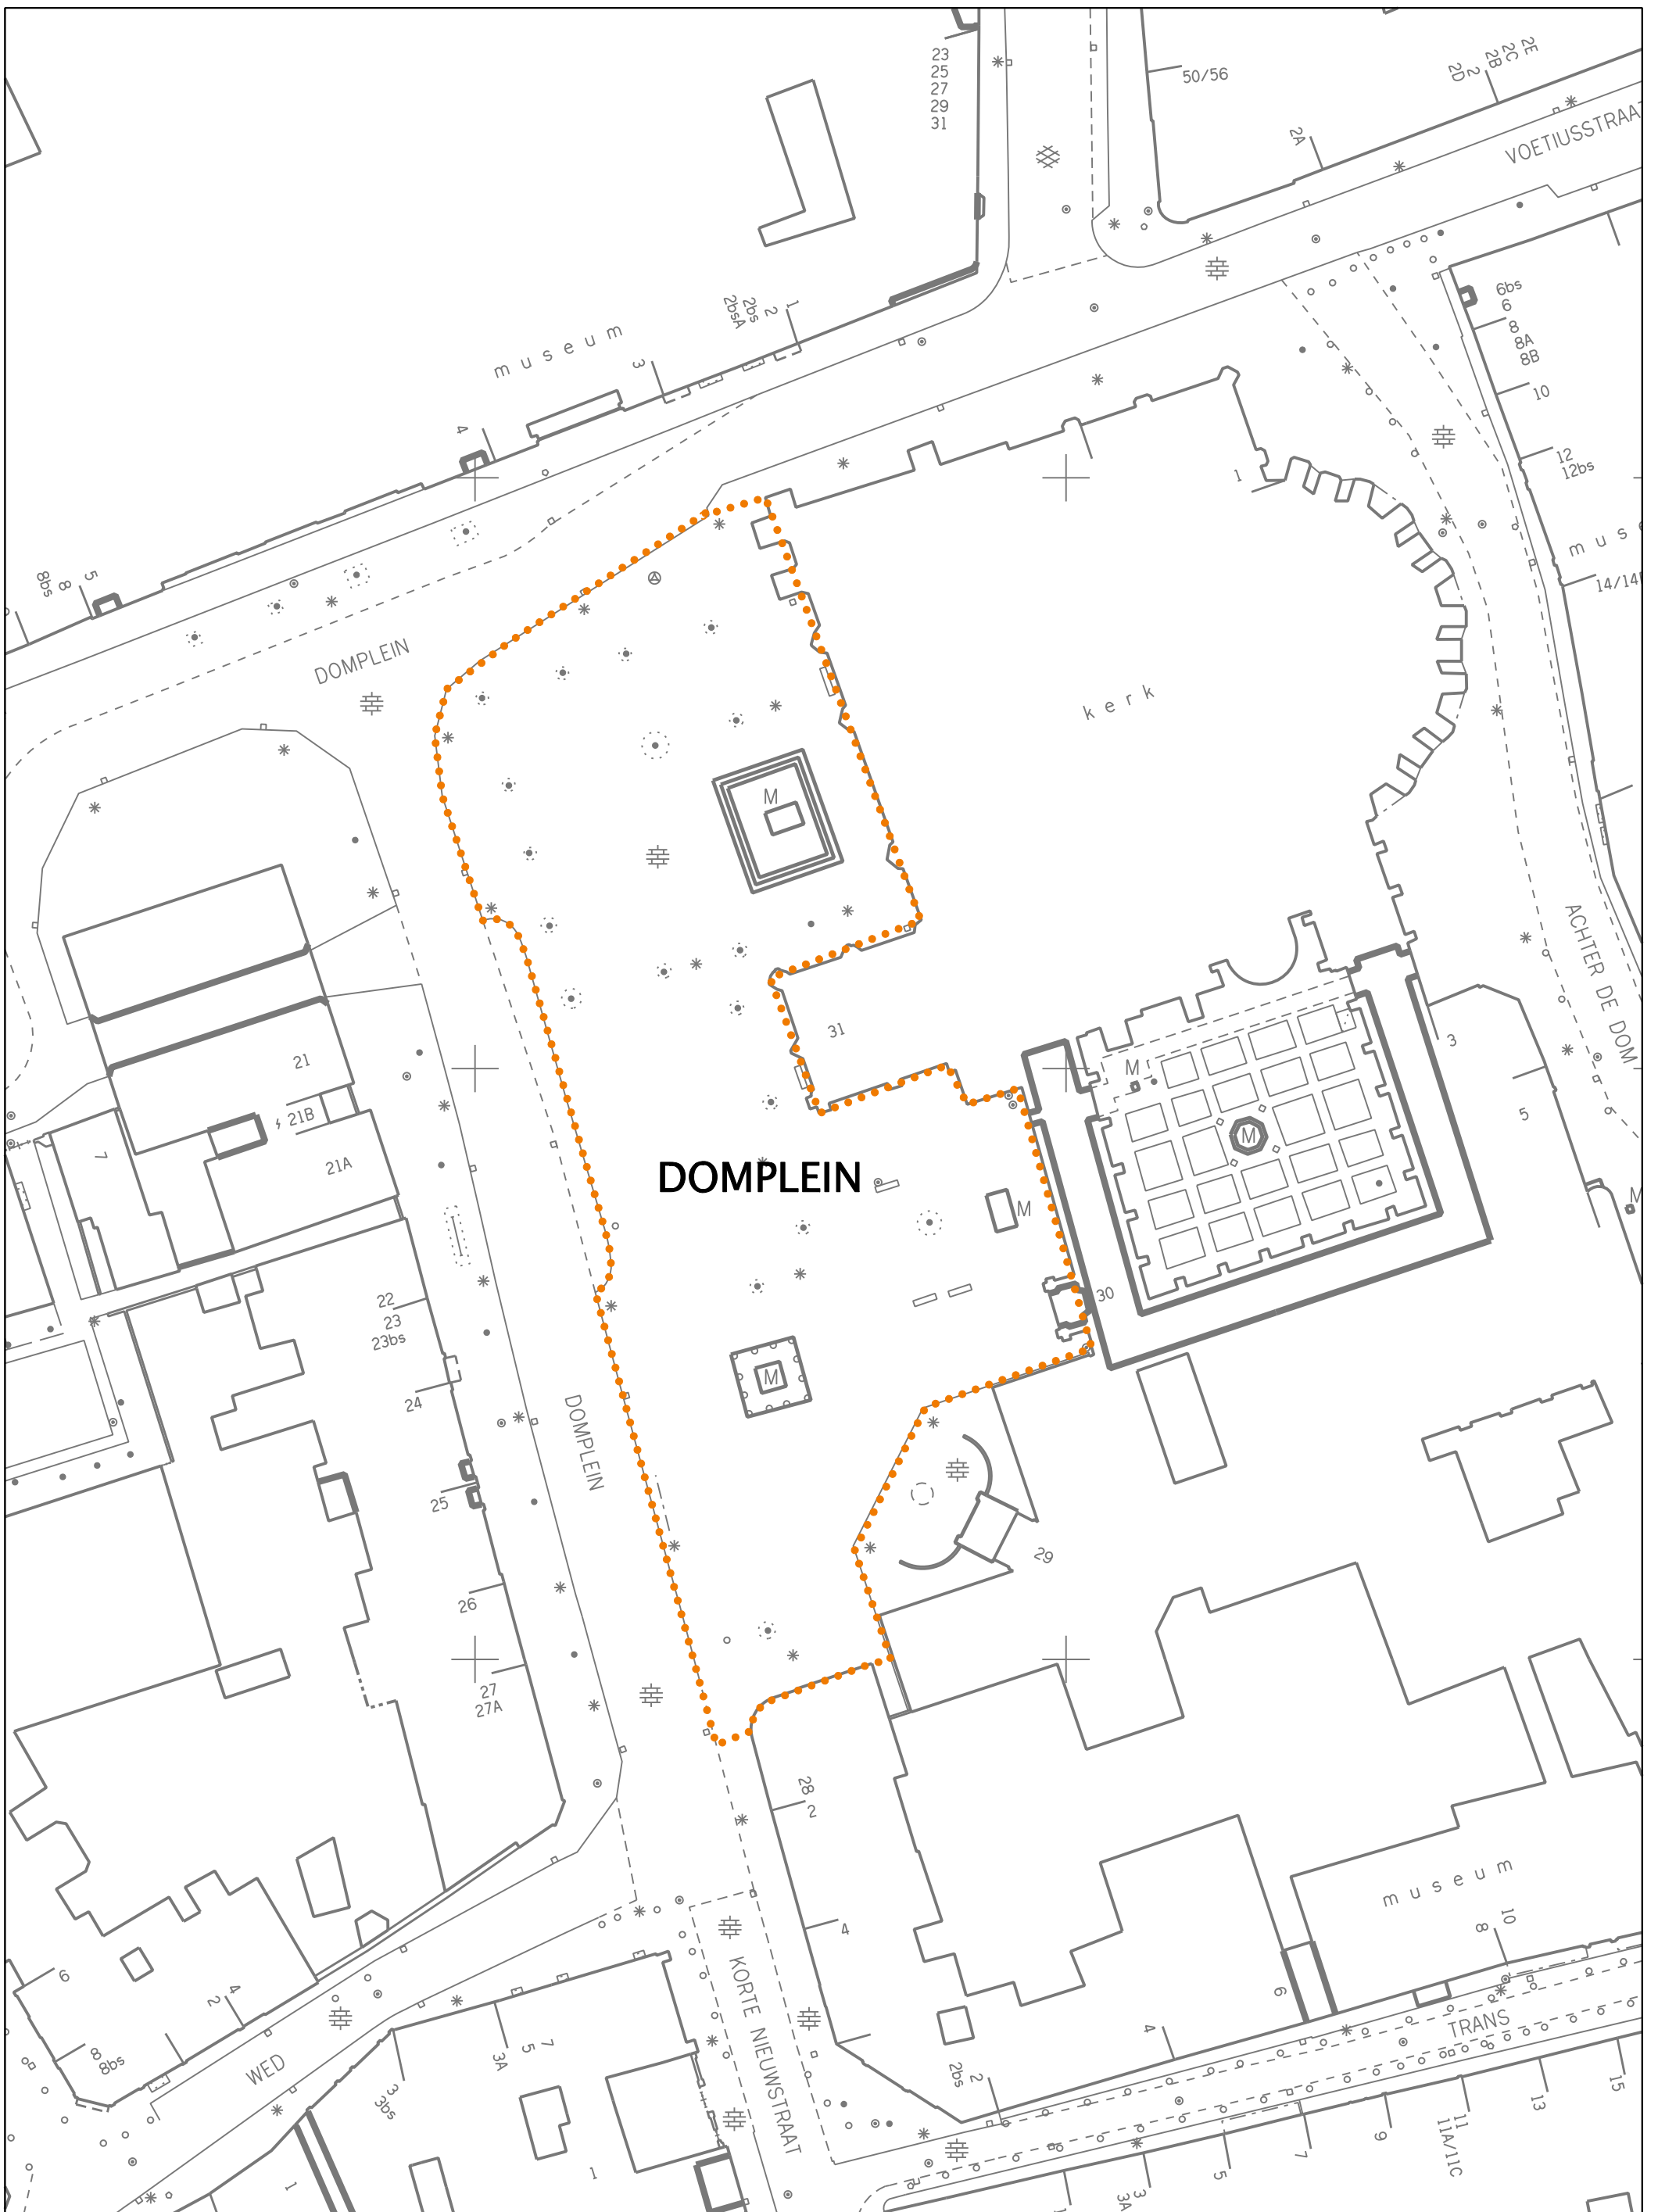 23
25
27
29
31
50/56
2D
2
2B
2C
2E
2A
VOETIUSSTRAAT
museum
2bsA
2bs
2
1
3
4
6bs
6
8
8A
8B
10
12
12bs
1
14/14
5
8
8bs
DOMPLEIN
kerk
M
31
M
3
ACHTER DE DOM
21
21B
21A
7
5
M
M
DOMPLEIN
M
30
22
23
23bs
M
24
DOMPLEIN
25
29
26
27
27A
28
2
museum
4
10
8
6
6
4
2
KORTE NIEUWSTRAAT
TRANS
8
8bs
WED
7
5
3A
3
3bs
4
2
2bs
15
13
11
11A/11C
9
7
5
3
3A
1
1